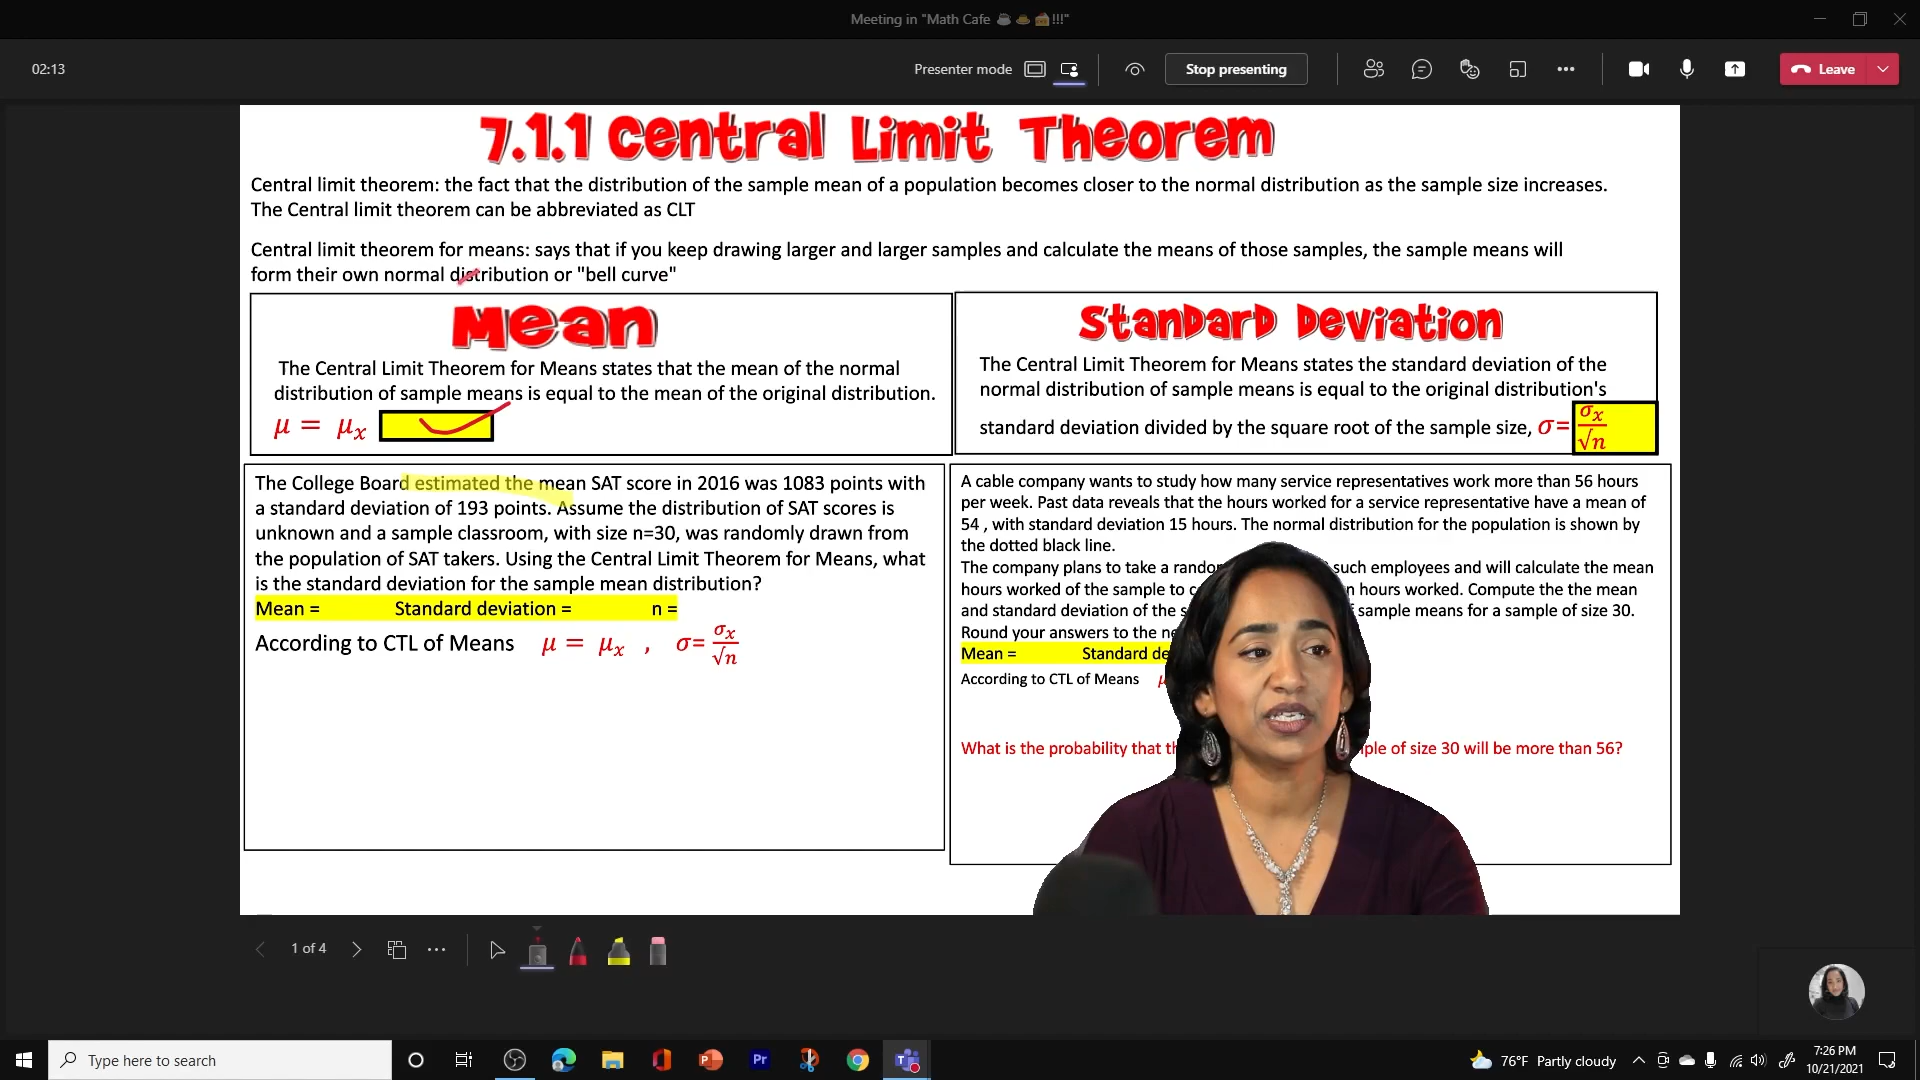 Meeting in "Math Cafe ☕🍮🍰!!!"
02:13
Presenter mode
Stop presenting
Leave
7.1.1 Central Limit Theorem
Central limit theorem: the fact that the distribution of the sample mean of a population becomes closer to the normal distribution as the sample size increases.
The Central limit theorem can be abbreviated as CLT
Central limit theorem for means: says that if you keep drawing larger and larger samples and calculate the means of those samples, the sample means will
form their own normal distribution or "bell curve"
Mean
The Central Limit Theorem for Means states that the mean of the normal
distribution of sample means is equal to the mean of the original distribution.
μ = μx
Standard Deviation
The Central Limit Theorem for Means states the standard deviation of the
normal distribution of sample means is equal to the original distribution's
standard deviation divided by the square root of the sample size, σ= σx/√n
The College Board estimated the mean SAT score in 2016 was 1083 points with
a standard deviation of 193 points. Assume the distribution of SAT scores is
unknown and a sample classroom, with size n=30, was randomly drawn from
the population of SAT takers. Using the Central Limit Theorem for Means, what
is the standard deviation for the sample mean distribution?
Mean = Standard deviation = n =
According to CTL of Means μ = μx , σ= σx/√n
A cable company wants to study how many service representatives work more than 56 hours
per week. Past data reveals that the hours worked for a service representative have a mean of
54 , with standard deviation 15 hours. The normal distribution for the population is shown by
the dotted black line.
The company plans to take a such employees and will calculate the mean
hours worked of the sample to hours worked. Compute the the mean
and standard deviation of the sample means for a sample of size 30.
Round your answers to the
Mean = Standard
According to CTL of Means μ
What is the probability that of size 30 will be more than 56?
1 of 4
Type here to search
Pr
76°F Partly cloudy
7:26 PM
10/21/2021